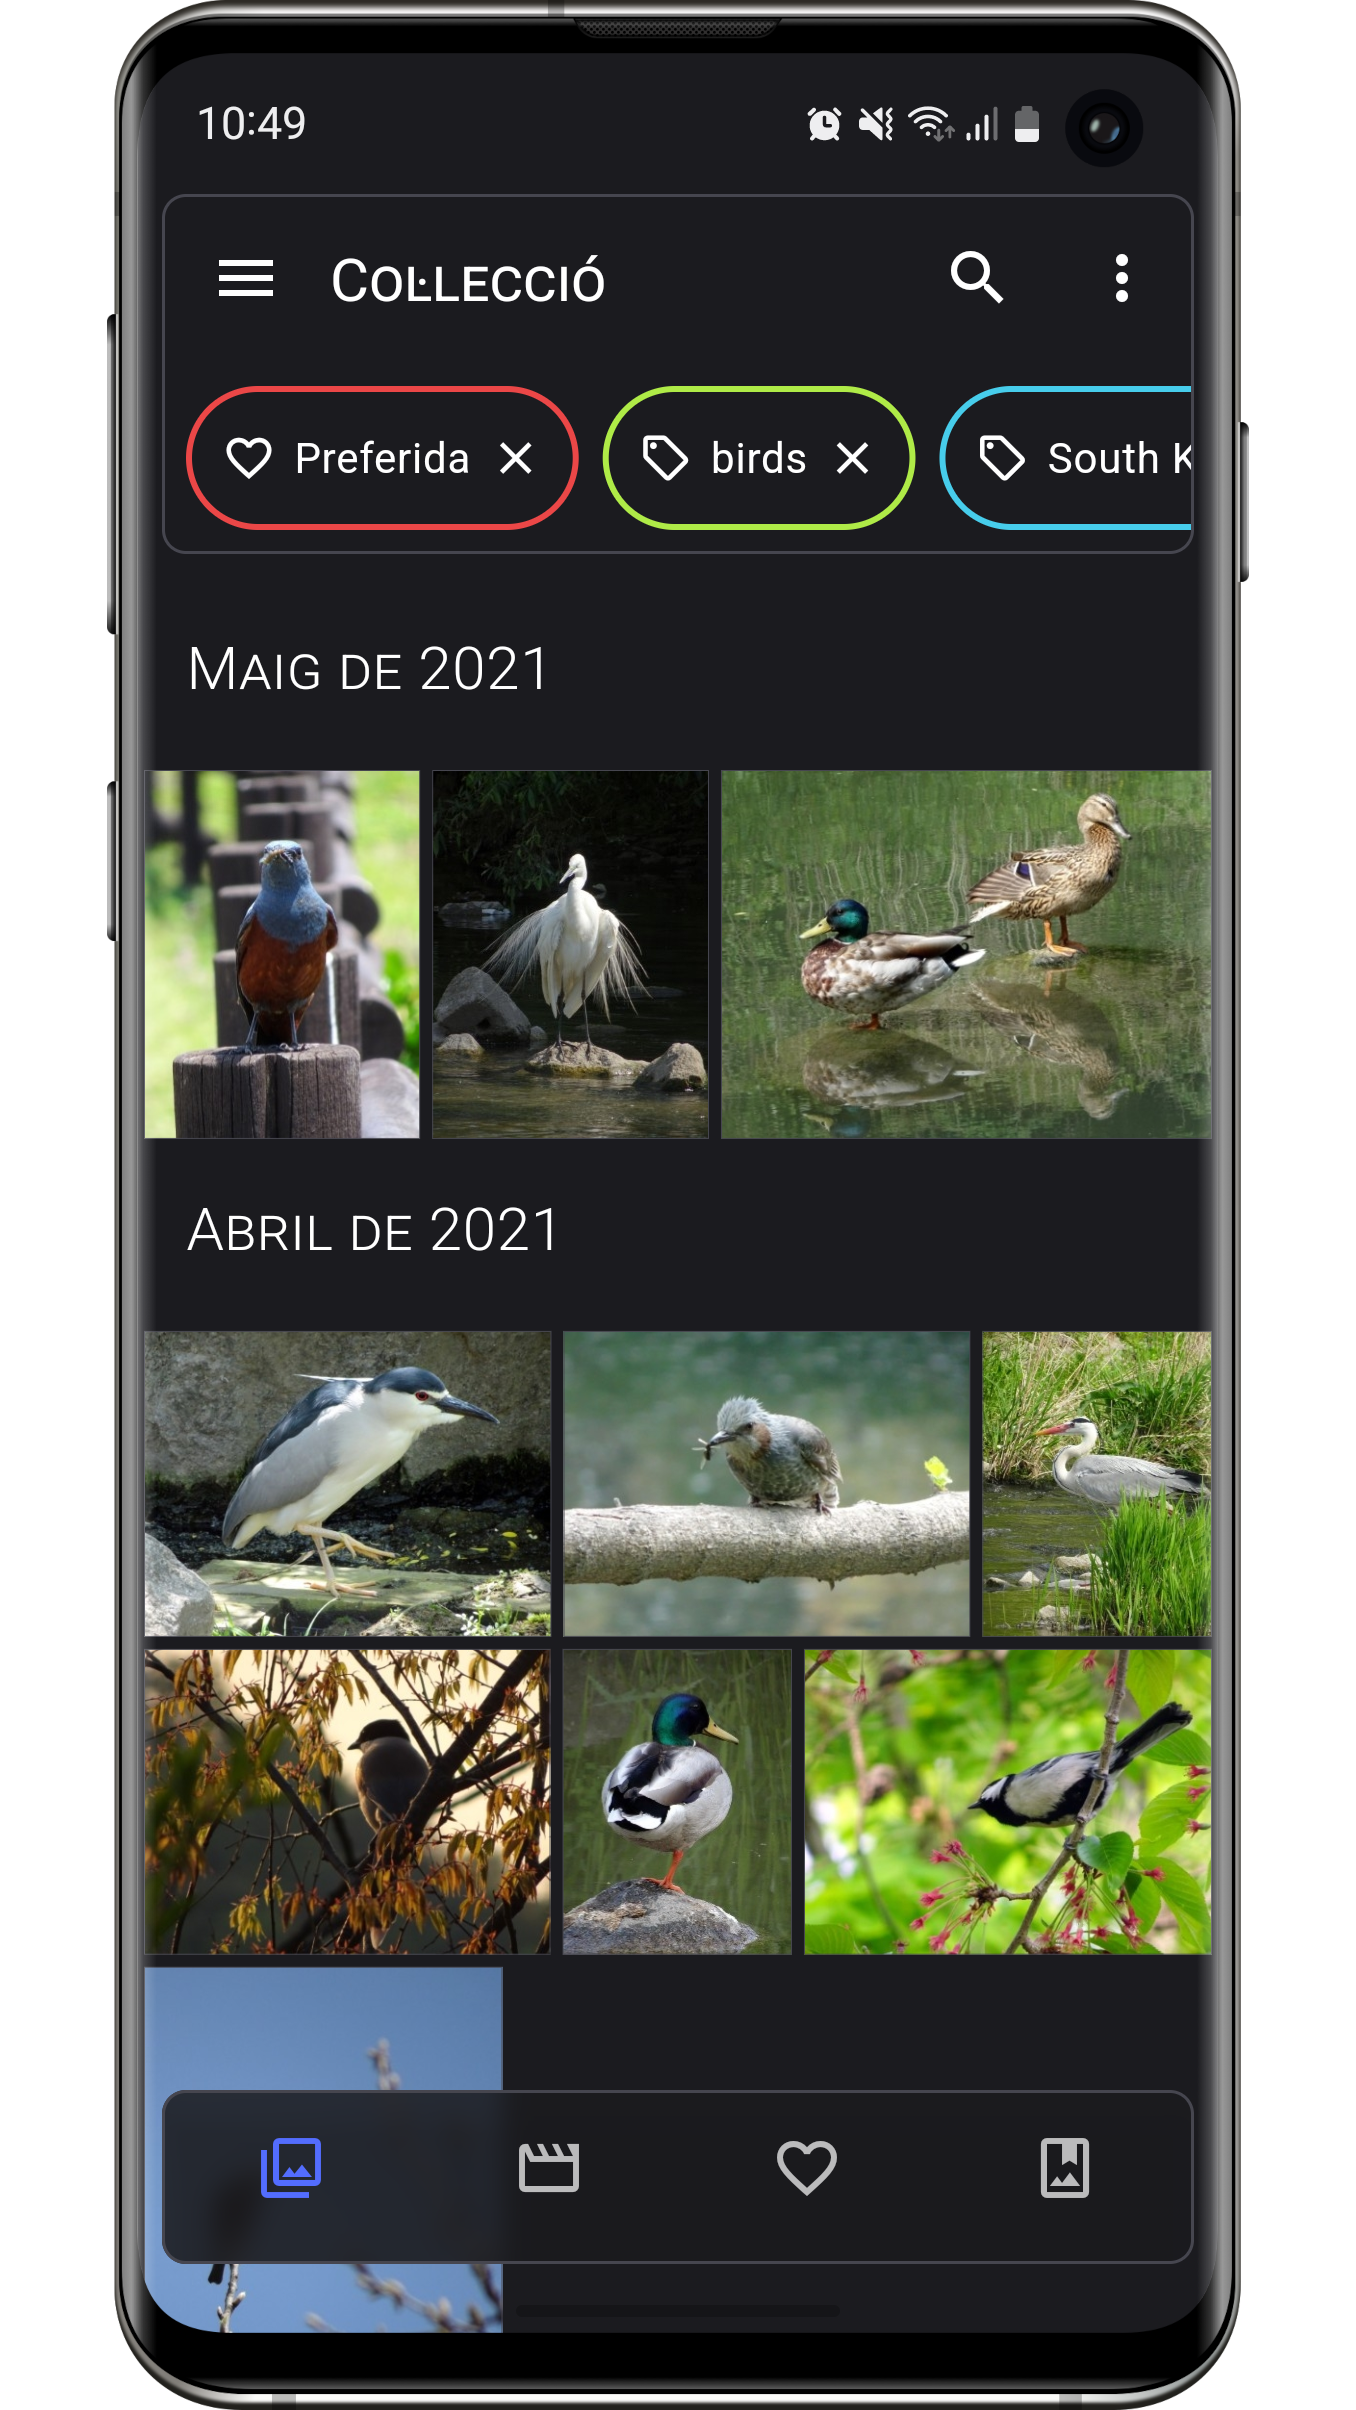 10:49
Col·lecció
Preferida
birds
South K
Maig de 2021
Abril de 2021